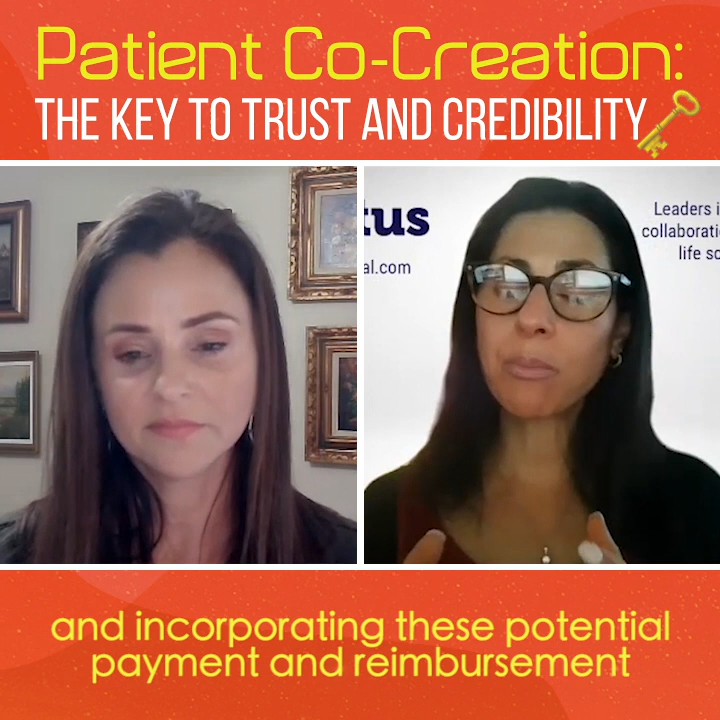 Patient Co-Creation:
THE KEY TO TRUST AND CREDIBILITY
tus
al.com
Leaders i
collaborati
life sc
and incorporating these potential
payment and reimbursement